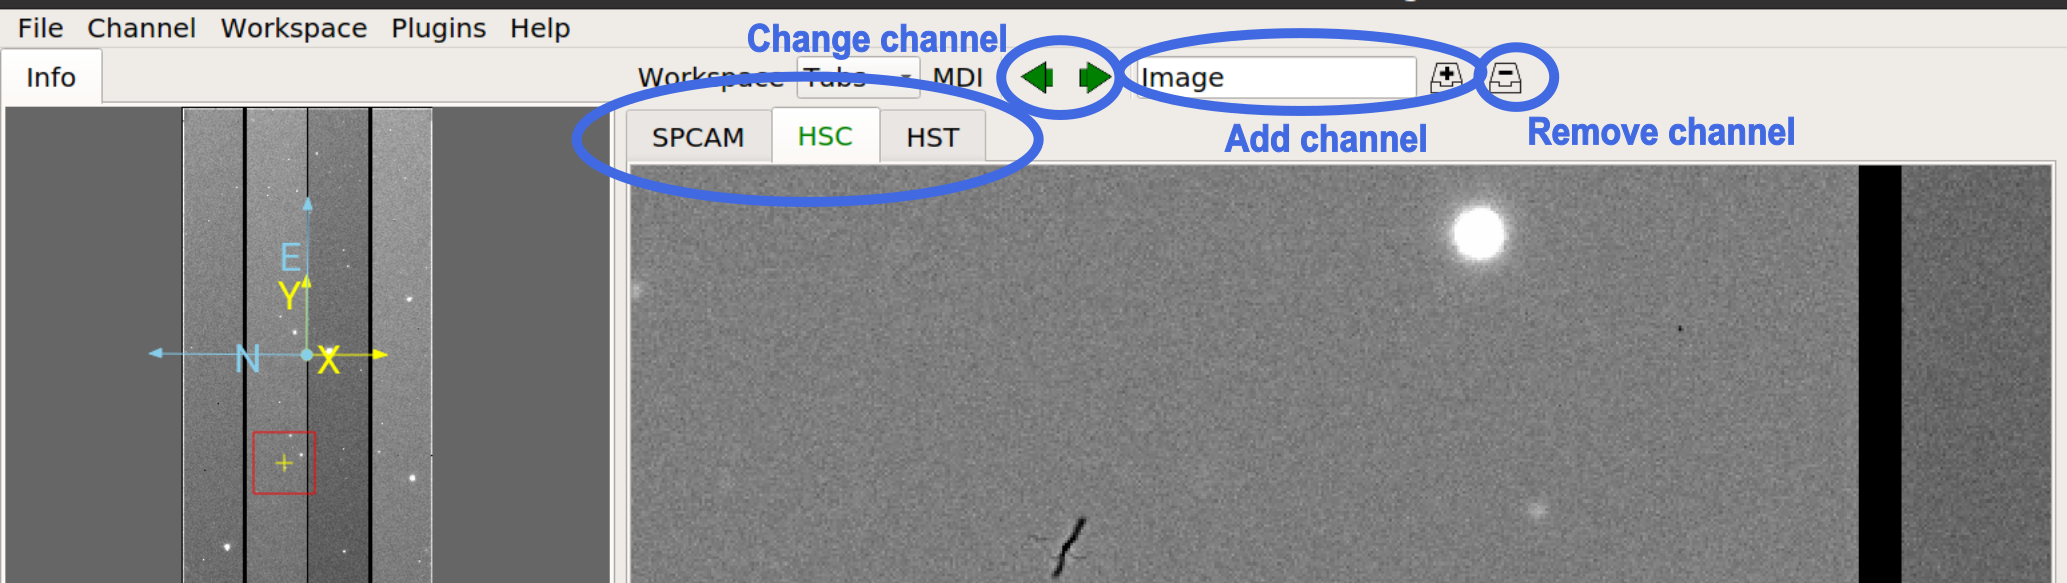 File Channel Workspace Plugins Help
Change channel
Info
Workspace Tabs MDI Image
Add channel
Remove channel
SPCAM HSC HST
E
Y
N X